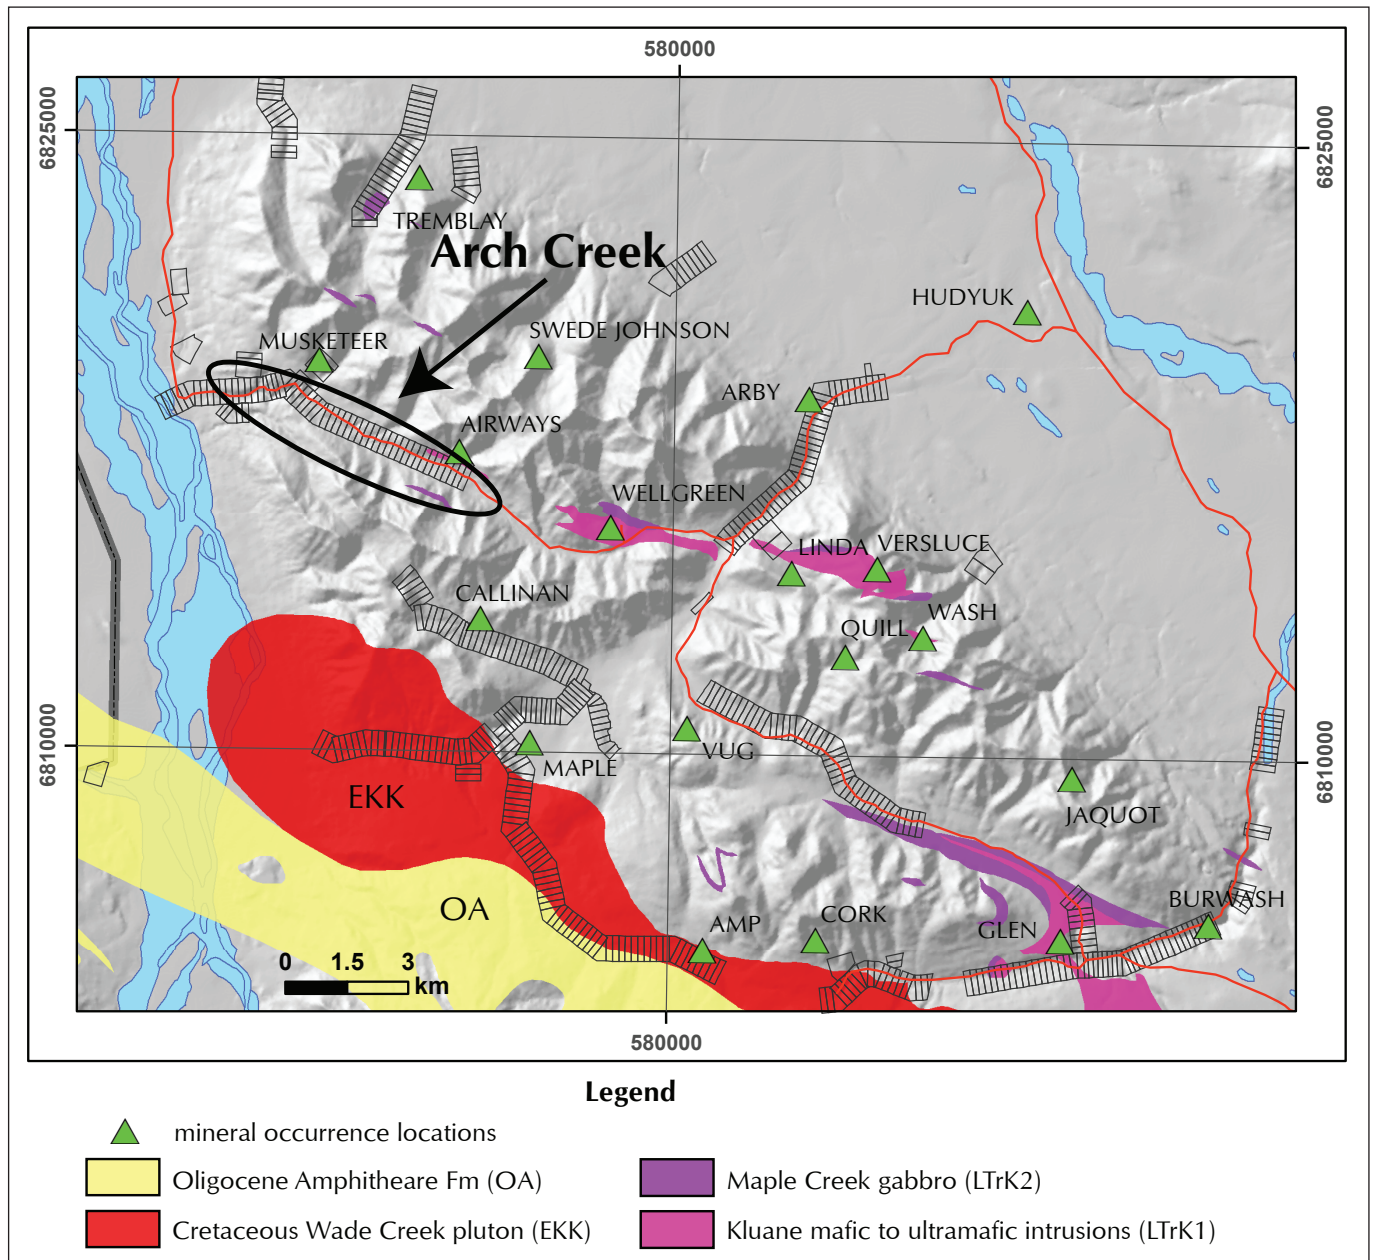 580000
6825000
6825000
TREMBLAY
Arch Creek
HUDYUK
MUSKETEER
SWEDE JOHNSON
ARBY
AIRWAYS
WELLGREEN
LINDA
VERSLUCE
CALLINAN
WASH
QUILL
6810000
6810000
VUG
MAPLE
EKK
JAQUOT
OA
BURWASH
AMP
CORK
GLEN
0 1.5 3
km
580000
Legend
mineral occurrence locations
Oligocene Amphitheare Fm (OA)
Maple Creek gabbro (LTrK2)
Cretaceous Wade Creek pluton (EKK)
Kluane mafic to ultramafic intrusions (LTrK1)